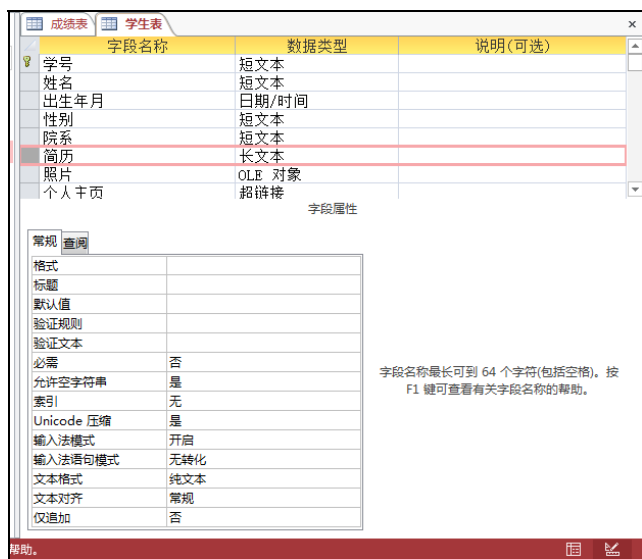 成绩表 学生表
字段名称 数据类型 说明(可选)
学号 短文本
姓名 短文本
出生年月 日期/时间
性别 短文本
院系 短文本
简历 长文本
照片 OLE 对象
个人主页 超链接
字段属性
常规 查阅
格式
标题
默认值
验证规则
验证文本
必需 否
允许空字符串 是
索引 无
Unicode 压缩 是
输入法模式 开启
输入法语句模式 无转化
文本格式 纯文本
文本对齐 常规
仅追加 否
字段名称最长可到 64 个字符(包括空格)。按
F1 键可查看有关字段名称的帮助。
帮助。